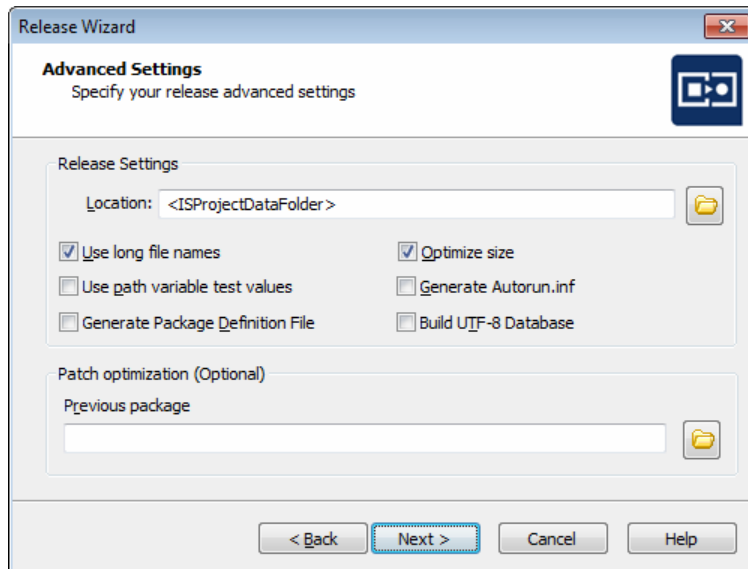 Release Wizard
Advanced Settings
Specify your release advanced settings
Release Settings
Location: <ISProjectDataFolder>
Use long file names
Optimize size
Use path variable test values
Generate Autorun.inf
Generate Package Definition File
Build UTF-8 Database
Patch optimization (Optional)
Previous package
< Back Next > Cancel Help